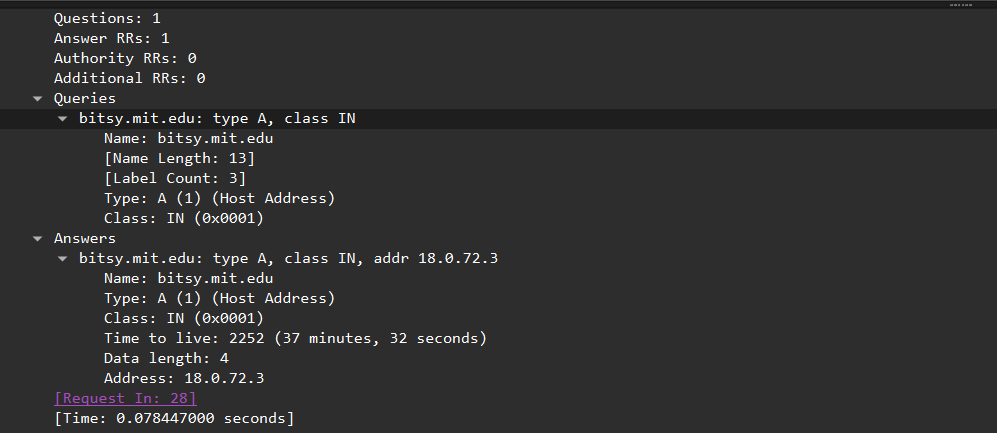 Questions: 1
Answer RRs: 1
Authority RRs: 0
Additional RRs: 0
Queries
bitsy.mit.edu: type A, class IN
Name: bitsy.mit.edu
[Name Length: 13]
[Label Count: 3]
Type: A (1) (Host Address)
Class: IN (0x0001)
Answers
bitsy.mit.edu: type A, class IN, addr 18.0.72.3
Name: bitsy.mit.edu
Type: A (1) (Host Address)
Class: IN (0x0001)
Time to live: 2252 (37 minutes, 32 seconds)
Data length: 4
Address: 18.0.72.3
[Request In: 28]
[Time: 0.078447000 seconds]